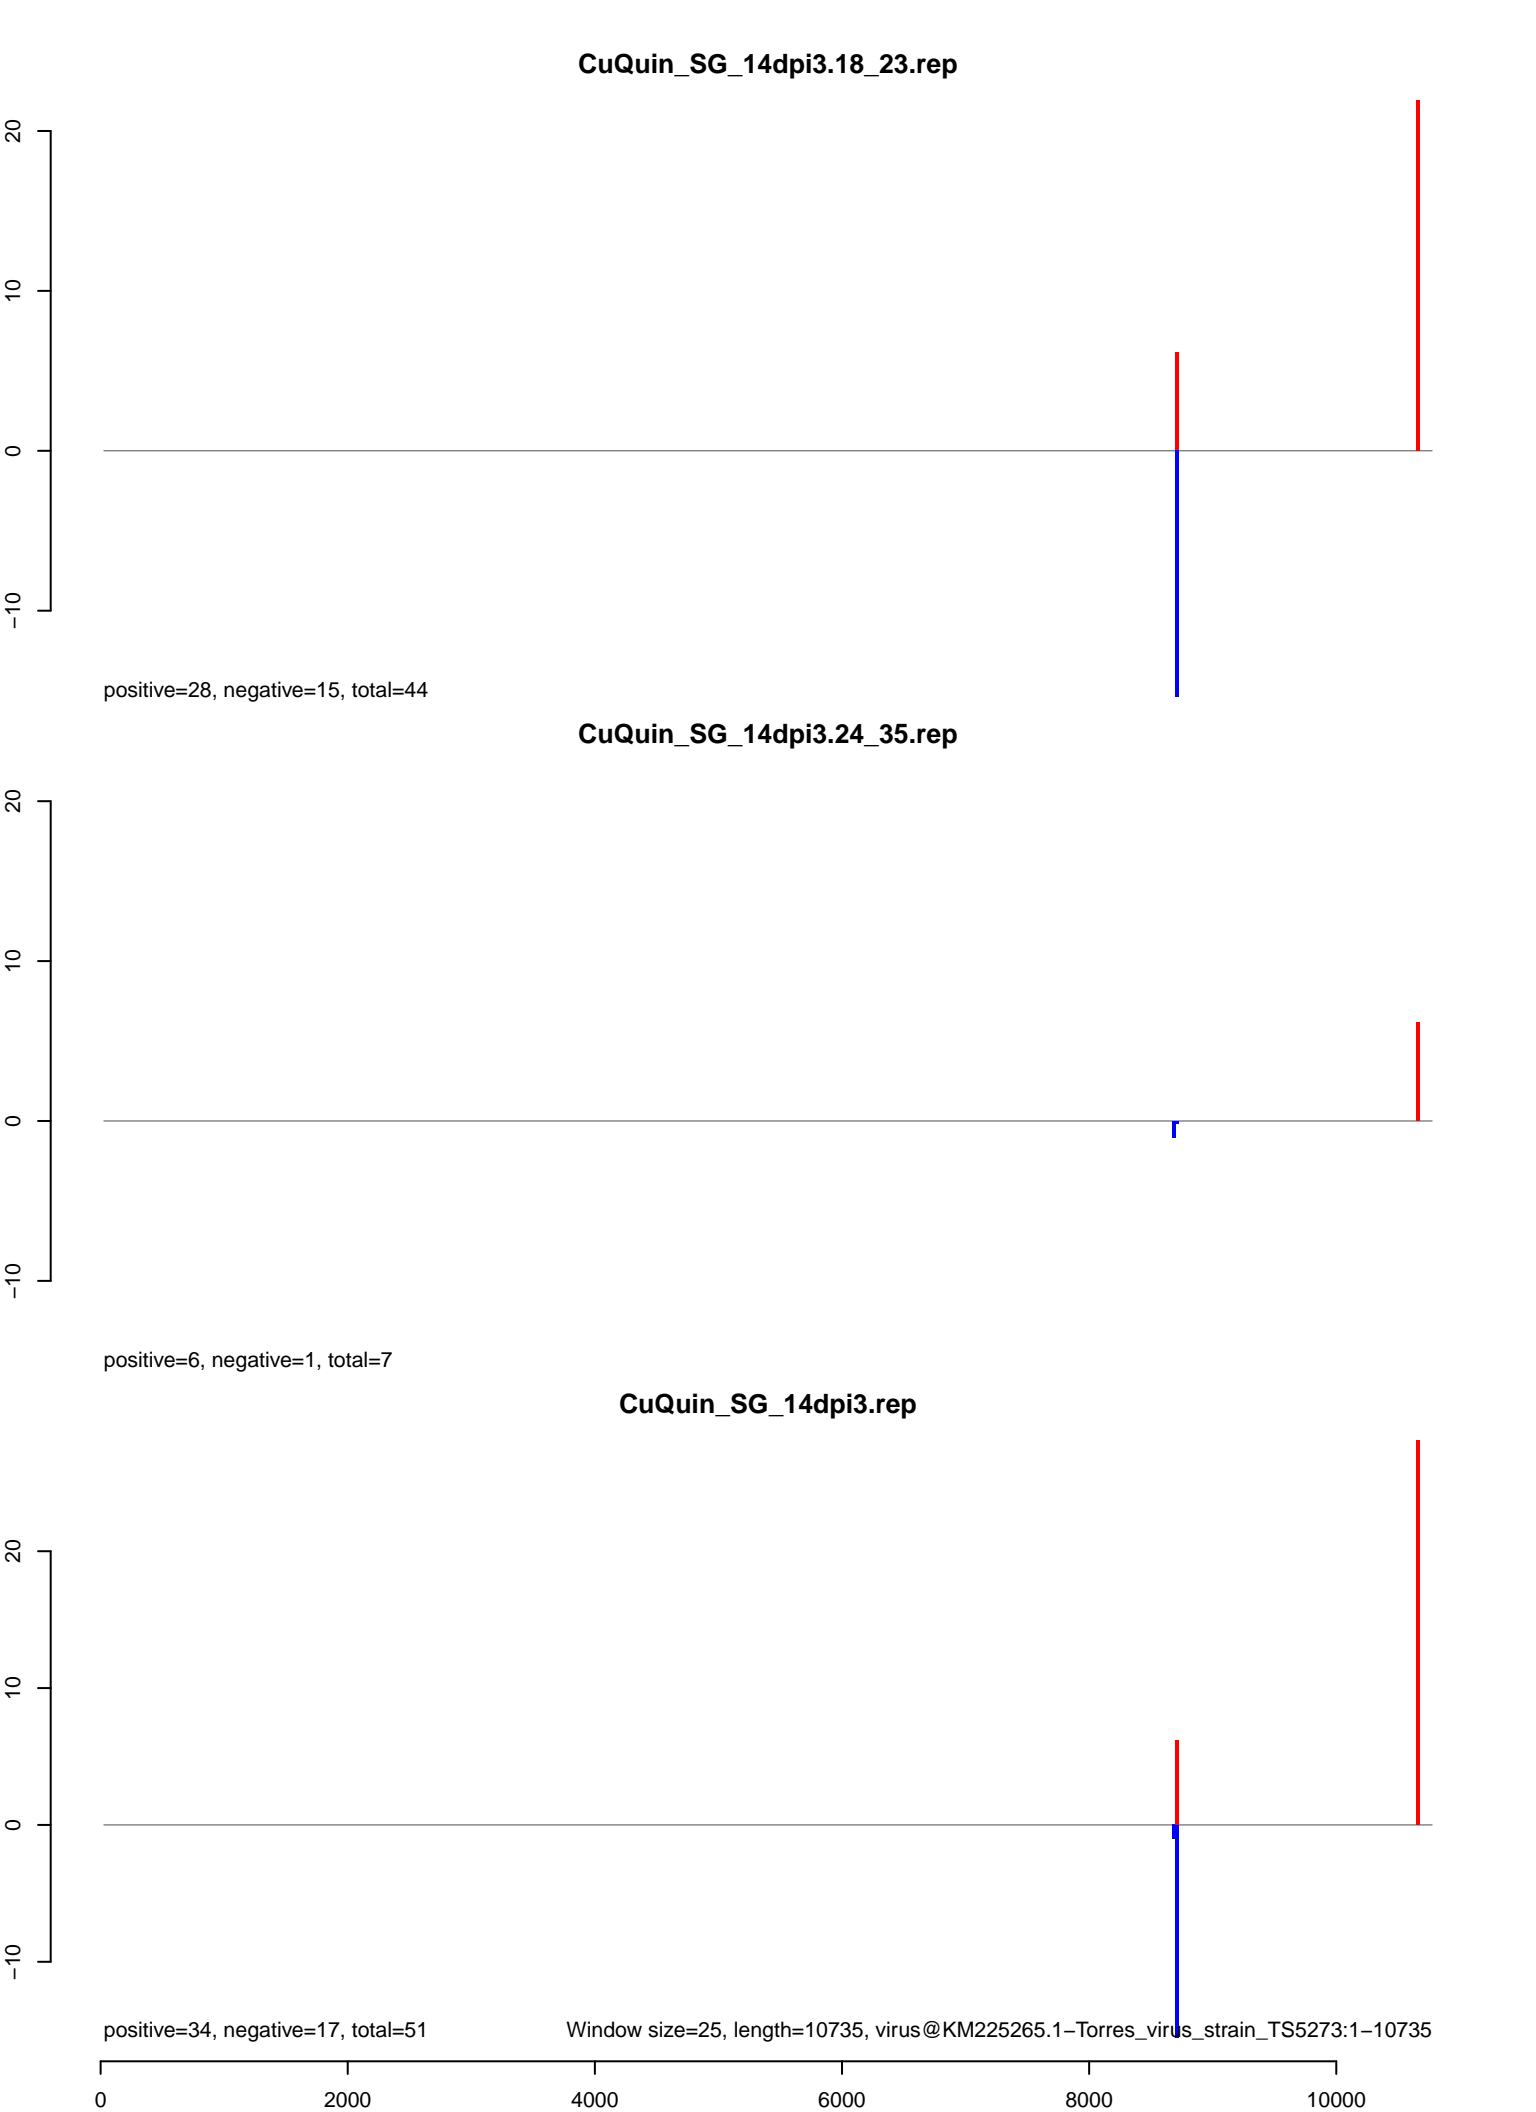 CuQuin_SG_14dpi3.18_23.rep
20
10
0
−10
positive=28, negative=15, total=44
CuQuin_SG_14dpi3.24_35.rep
20
10
0
−10
positive=6, negative=1, total=7
CuQuin_SG_14dpi3.rep
20
10
0
−10
positive=34, negative=17, total=51 Window size=25, length=10735, virus@KM225265.1−Torres_virus_strain_TS5273:1−10735
0 2000 4000 6000 8000 10000